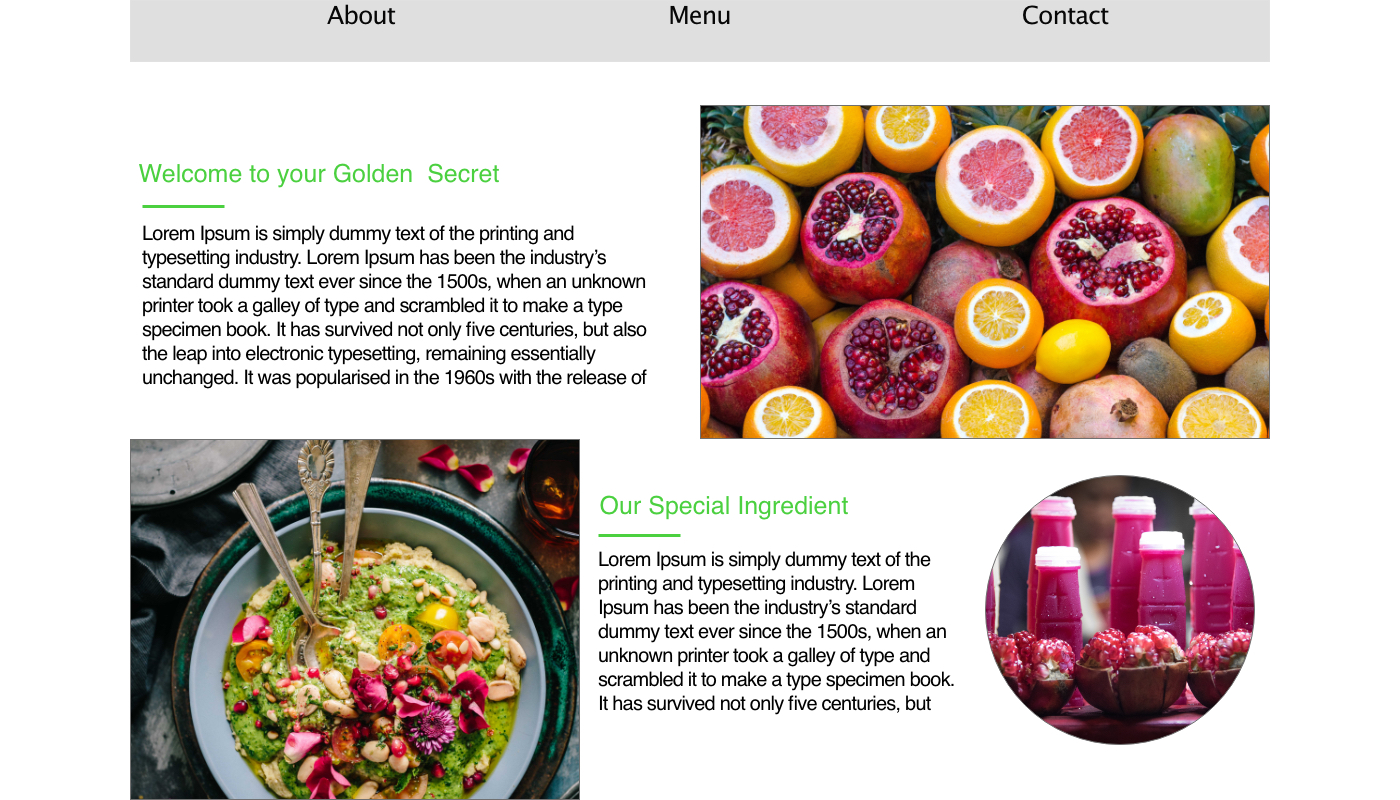 About Menu Contact
Welcome to your Golden  Secret
Lorem Ipsum is simply dummy text of the printing and
typesetting industry. Lorem Ipsum has been the industry’s
standard dummy text ever since the 1500s, when an unknown
printer took a galley of type and scrambled it to make a type
specimen book. It has survived not only five centuries, but also
the leap into electronic typesetting, remaining essentially
unchanged. It was popularised in the 1960s with the release of
Our Special Ingredient
Lorem Ipsum is simply dummy text of the
printing and typesetting industry. Lorem
Ipsum has been the industry’s standard
dummy text ever since the 1500s, when an
unknown printer took a galley of type and
scrambled it to make a type specimen book.
It has survived not only five centuries, but